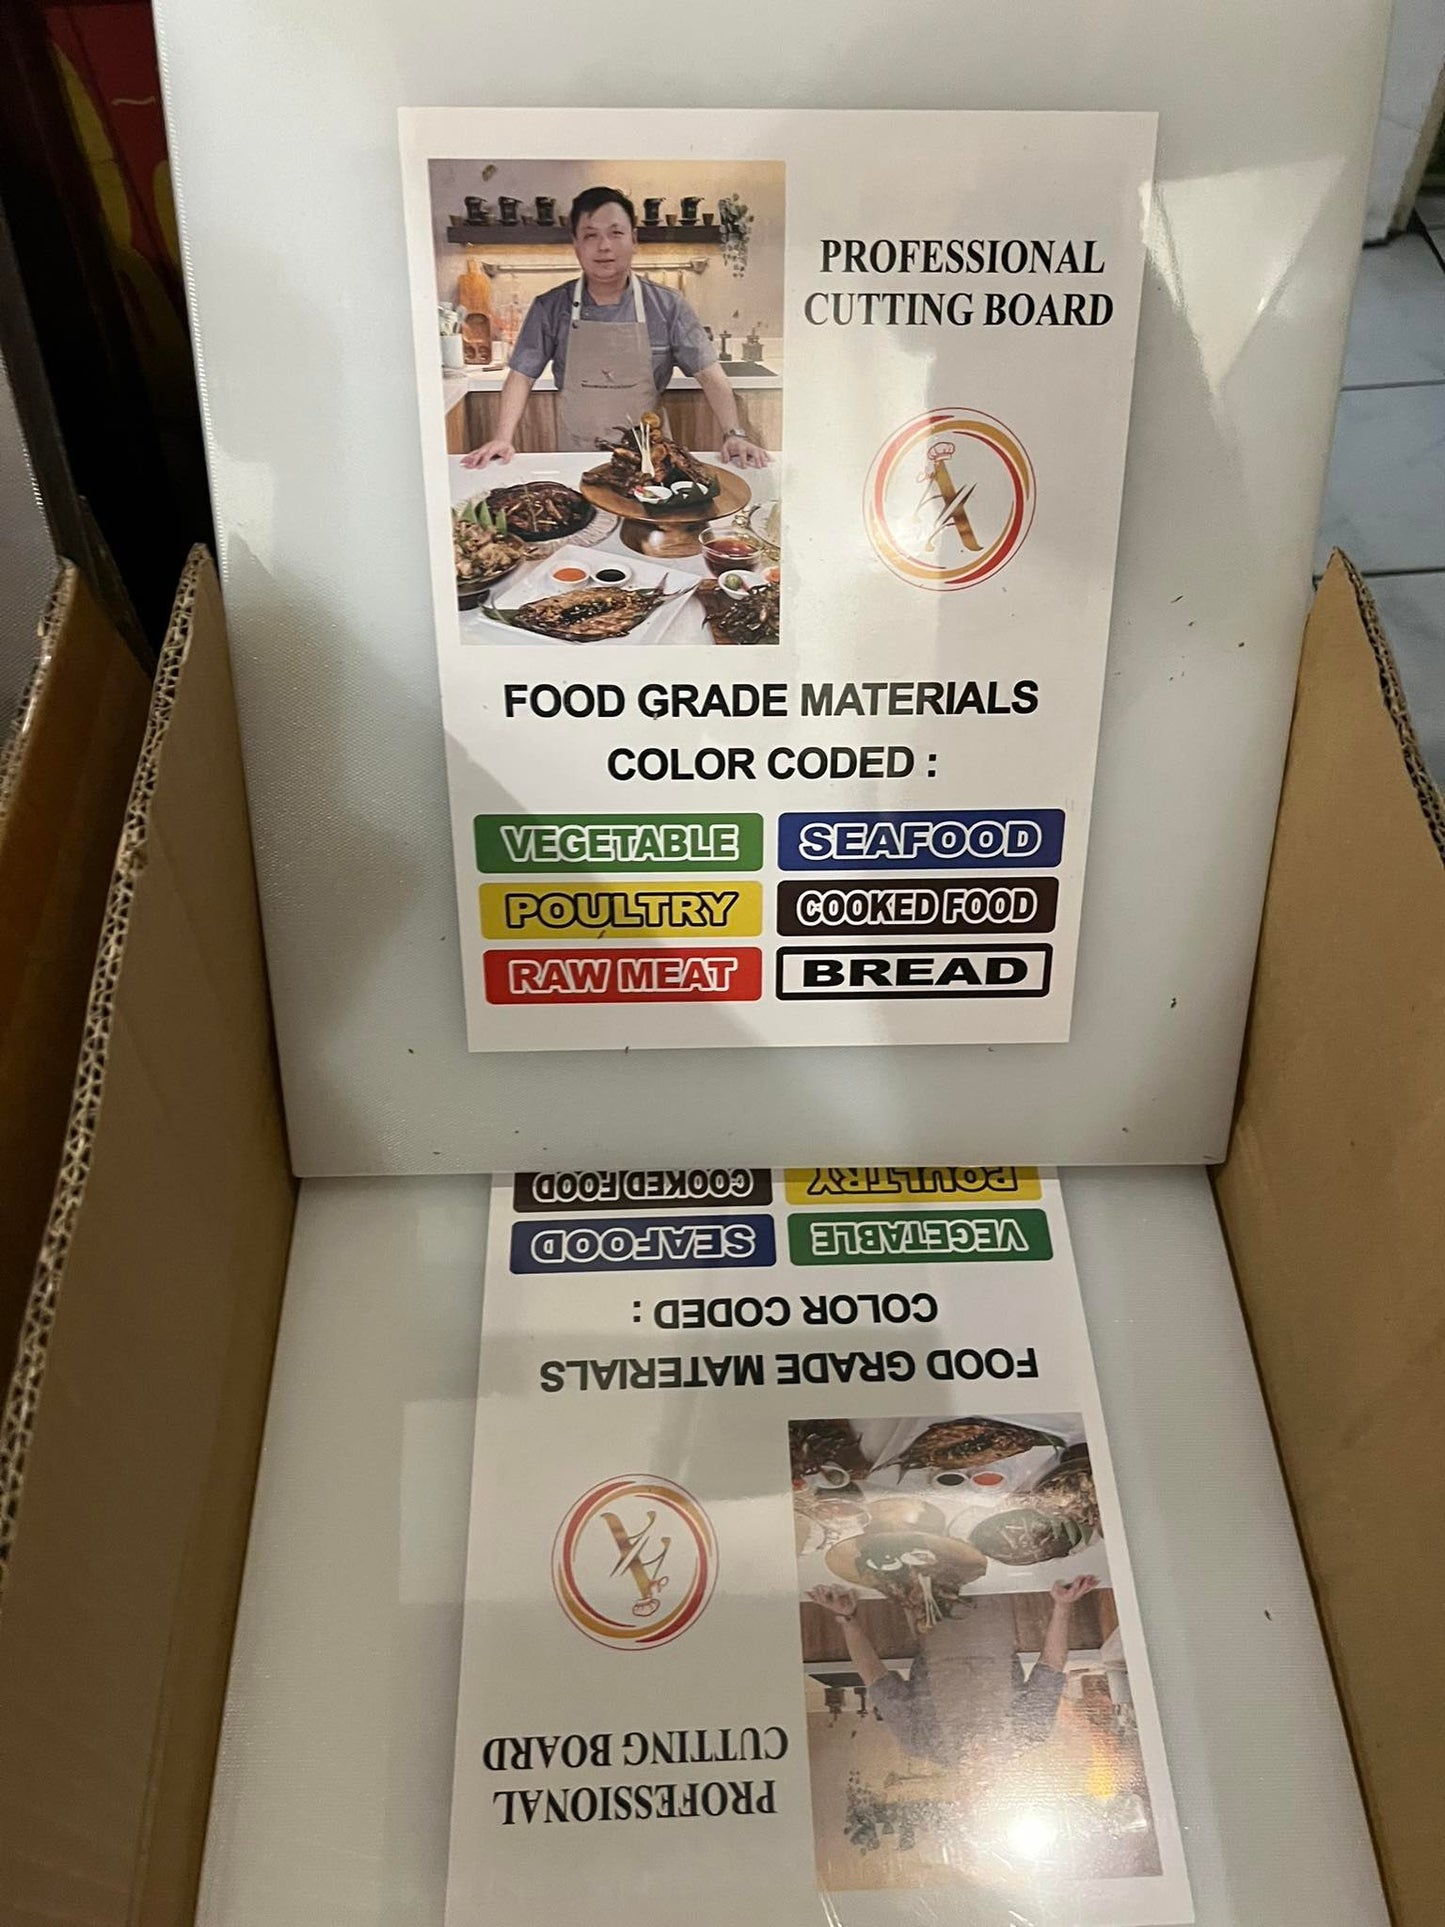 PROFESSIONAL
CUTTING BOARD
FOOD GRADE MATERIALS
COLOR CODED :
VEGETABLE SEAFOOD
POULTRY COOKED FOOD
RAW MEAT BREAD
PROFESSIONAL
CUTTING BOARD
FOOD GRADE MATERIALS
COLOR CODED :
VEGETABLE SEAFOOD
POULTRY COOKED FOOD